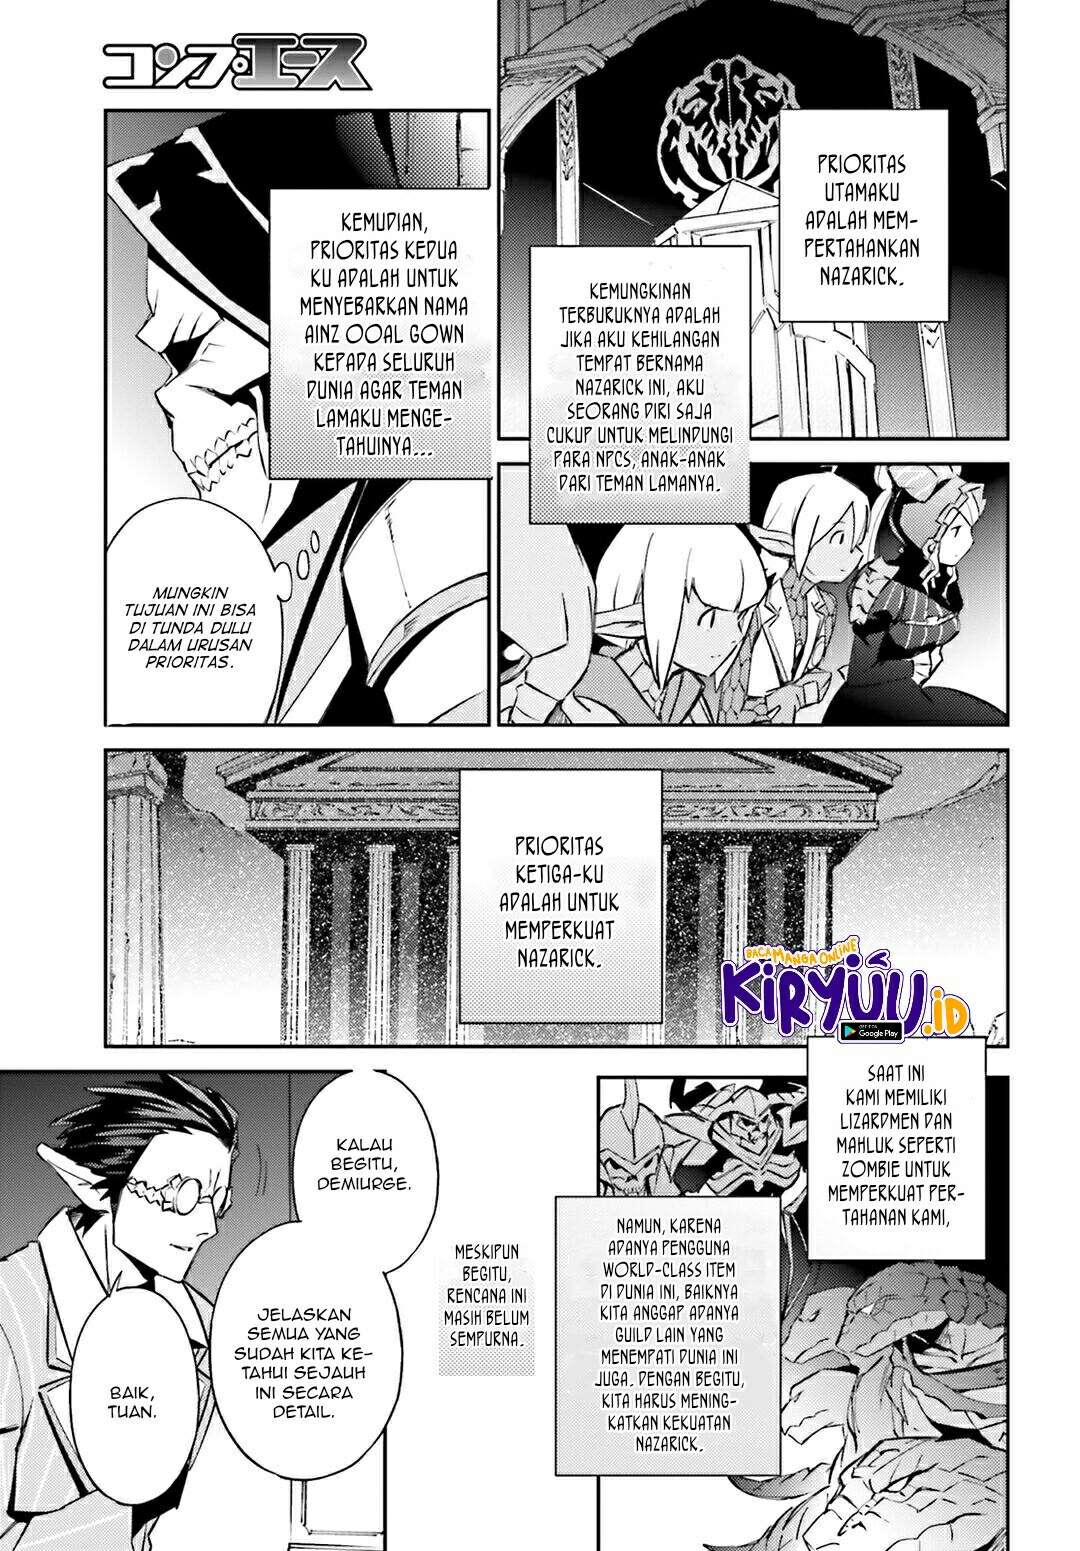 コンプ・エース
PRIORITAS
UTAMAKU
ADALAH MEM-
PERTAHANKAN
NAZARICK.
KEMUNGKINAN
TERBURUKNYA ADALAH
JIKA AKU KEHILANGAN
TEMPAT BERNAMA
NAZARICK INI, AKU
SEORANG DIRI SAJA
CUKUP UNTUK MELINDUNGI
PARA NPCS, ANAK-ANAK
DARI TEMAN LAMANYA.
KEMUDIAN,
PRIORITAS KEDUA
KU ADALAH UNTUK
MENYEBARKAN NAMA
AINZ OOAL GOWN
KEPADA SELURUH
DUNIA AGAR TEMAN
LAMAKU MENGE-
TAHUINYA...
MUNGKIN
TUJUAN INI BISA
DI TUNDA DULU
DALAM URUSAN
PRIORITAS.
PRIORITAS
KETIGA-KU
ADALAH UNTUK
MEMPERKUAT
NAZARICK.
BACA MANGA ONLINE
KIRYUU.ID
GET IT ON
Google Play
SAAT INI
KAMI MEMILIKI
LIZARDMEN DAN
MAHLUK SEPERTI
ZOMBIE UNTUK
MEMPERKUAT PER-
TAHANAN KAMI,
NAMUN, KARENA
ADANYA PENGGUNA
WORLD-CLASS ITEM
DI DUNIA INI, BAIKNYA
KITA ANGGAP ADANYA
GUILD LAIN YANG
MENEMPATI DUNIA INI
JUGA. DENGAN BEGITU,
KITA HARUS MENING-
KATKAN KEKUATAN
NAZARICK.
MESKIPUN
BEGITU,
RENCANA INI
MASIH BELUM
SEMPURNA.
KALAU
BEGITU,
DEMIURGE.
JELASKAN
SEMUA YANG
SUDAH KITA KE-
TAHUI SEJAUH
INI SECARA
DETAIL.
BAIK,
TUAN.